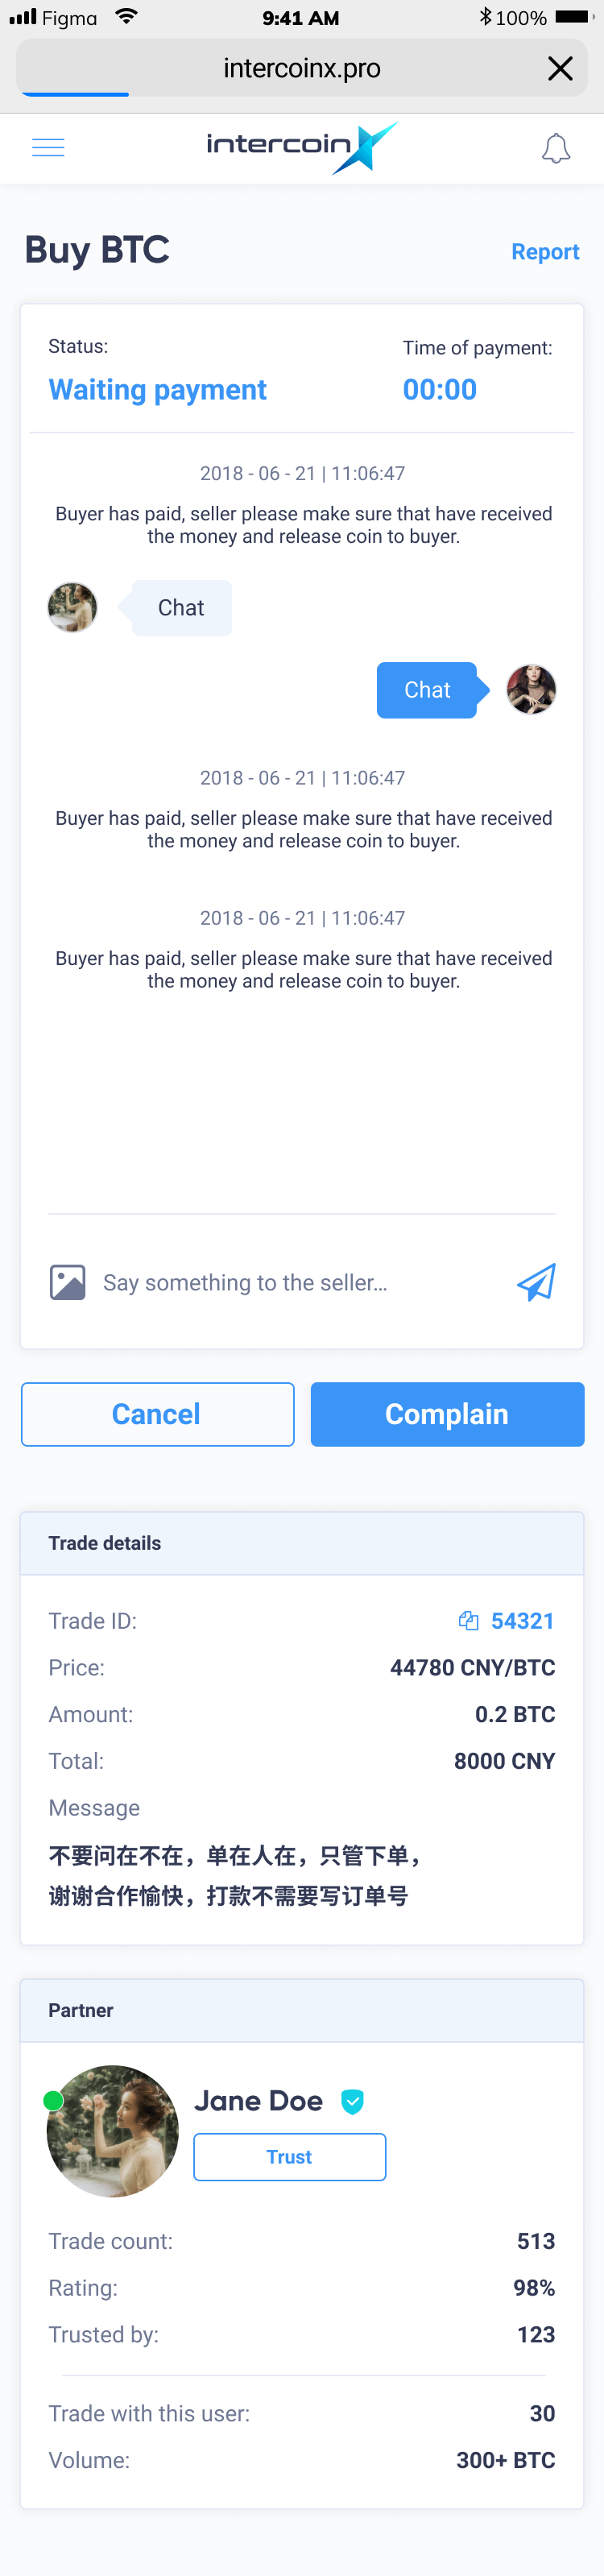 Figma
9:41 AM
100%
intercoinx.pro
intercoin
Buy BTC
Report
Status:
Time of payment:
Waiting payment
00:00
2018 - 06 - 21 | 11:06:47
Buyer has paid, seller please make sure that have received
the money and release coin to buyer.
Chat
Chat
2018 - 06 - 21 | 11:06:47
Buyer has paid, seller please make sure that have received
the money and release coin to buyer.
2018 - 06 - 21 | 11:06:47
Buyer has paid, seller please make sure that have received
the money and release coin to buyer.
Say something to the seller...
Cancel
Complain
Trade details
Trade ID:
54321
Price:
44780 CNY/BTC
Amount:
0.2 BTC
Total:
8000 CNY
Message
不要问在不在，单在人在，只管下单，
谢谢合作愉快，打款不需要写订单号
Partner
Jane Doe
Trust
Trade count:
513
Rating:
98%
Trusted by:
123
Trade with this user:
30
Volume:
300+ BTC